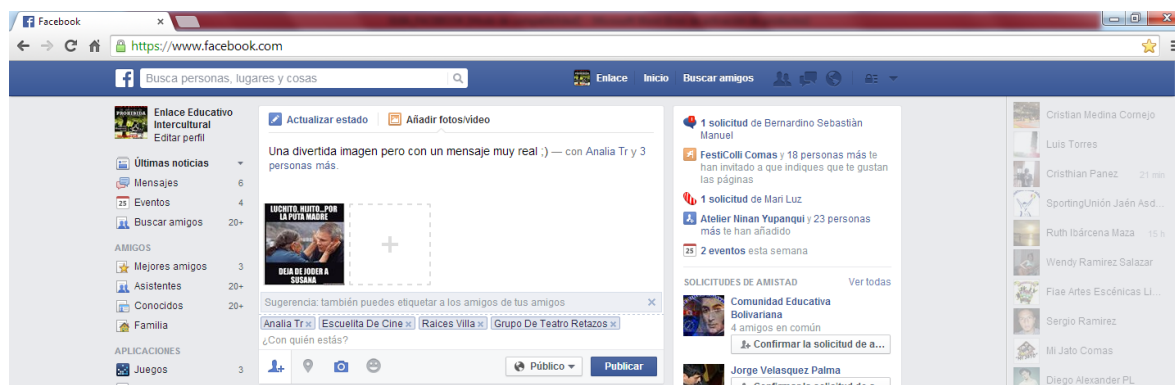 Facebook
https://www.facebook.com
Busca personas, lugares y cosas
Enlace Inicio Buscar amigos
PROHIBIDA
Enlace Educativo
Intercultural
Editar perfil
Últimas noticias
Mensajes 6
25 Eventos 4
Buscar amigos 20+
AMIGOS
Mejores amigos 3
Asistentes 20+
Conocidos 20+
Familia
APLICACIONES
Juegos 3
Actualizar estado Añadir fotos/video
Una divertida imagen pero con un mensaje muy real ;) — con Analia Tr y 3
personas más.
LUCHITO, HIJITO...POR
LA PUTA MADRE
DEJA DE JODER A
SUSANA
Sugerencia: también puedes etiquetar a los amigos de tus amigos
Analia Tr Escuelita De Cine Raices Villa Grupo De Teatro Retazos
¿Con quién estás?
Público Publicar
1 solicitud de Bernardino Sebastiàn
Manuel
FestiColli Comas y 18 personas más te
han invitado a que indiques que te gustan
las páginas
1 solicitud de Mari Luz
Atelier Ninan Yupanqui y 23 personas
más te han añadido
25 2 eventos esta semana
SOLICITUDES DE AMISTAD Ver todas
Comunidad Educativa
Bolivariana
4 amigos en común
Confirmar la solicitud de a...
Jorge Velasquez Palma
Cristian Medina Cornejo
Luis Torres
Cristhian Panez 21 min
SportingUnión Jaén Asd...
Ruth Ibárcena Maza 15 h
Wendy Ramirez Salazar
Flae Artes Escénicas Li...
Sergio Ramirez
Mi Jato Comas
Diego Alexander PL